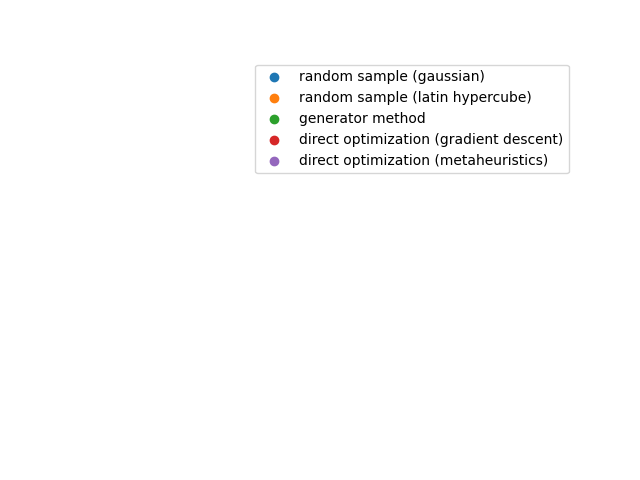 random sample (gaussian)
random sample (latin hypercube)
generator method
direct optimization (gradient descent)
direct optimization (metaheuristics)